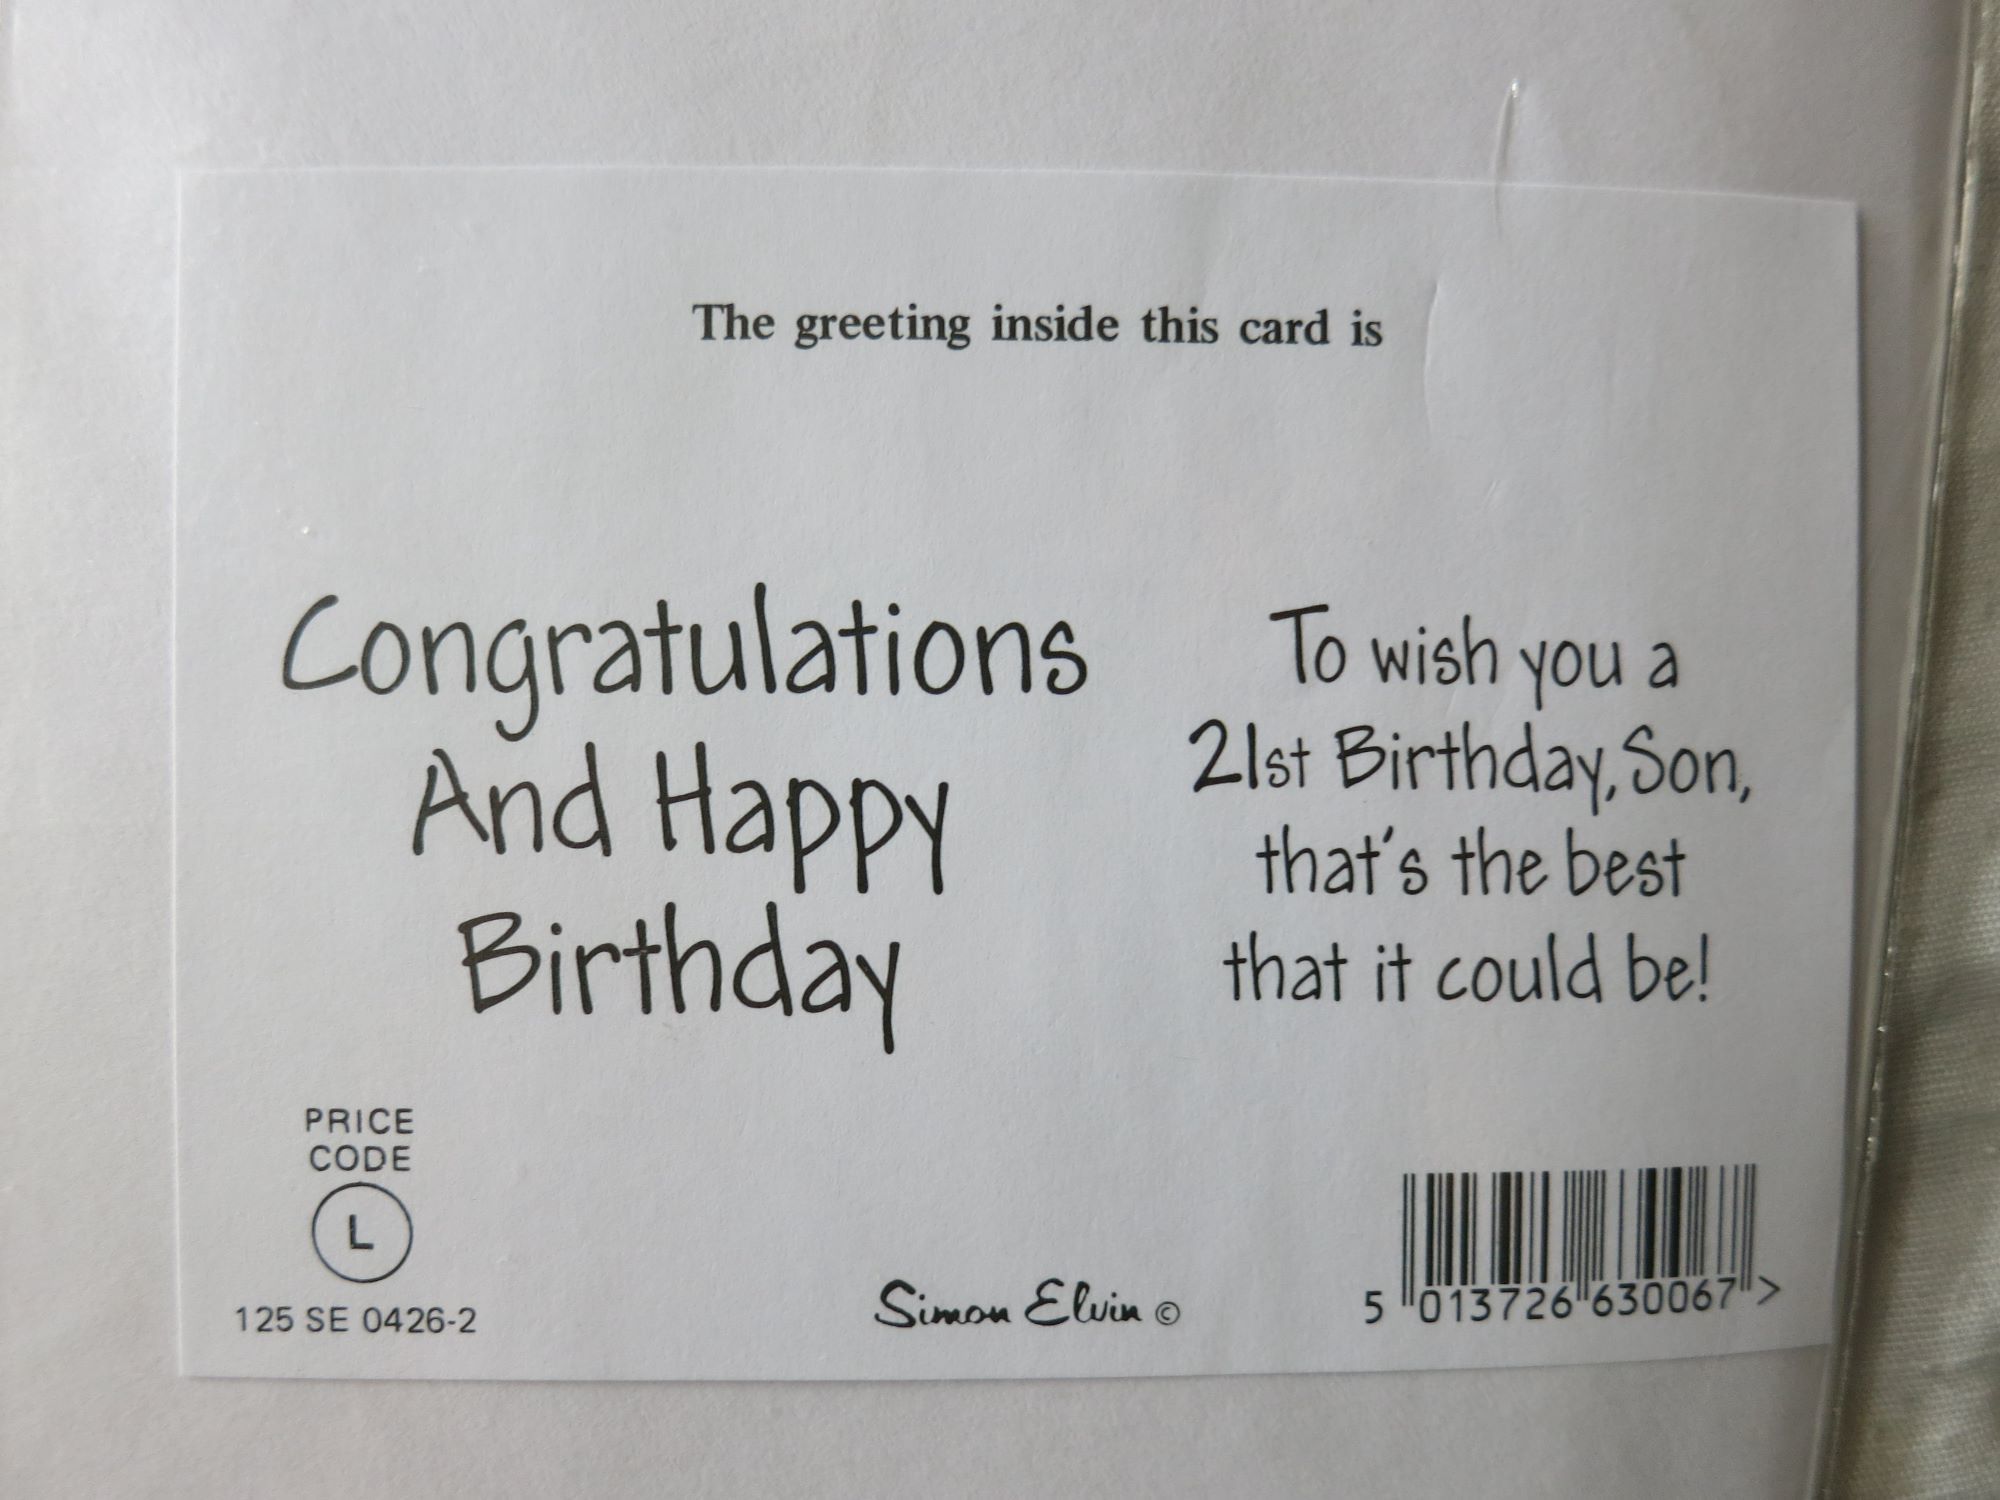 The greeting inside this card is
Congratulations
And Happy
Birthday
To wish you a
21st Birthday, Son,
that's the best
that it could be!
PRICE
CODE
L
125 SE 0426-2
Simon Elvin ©
5 013726 630067 >